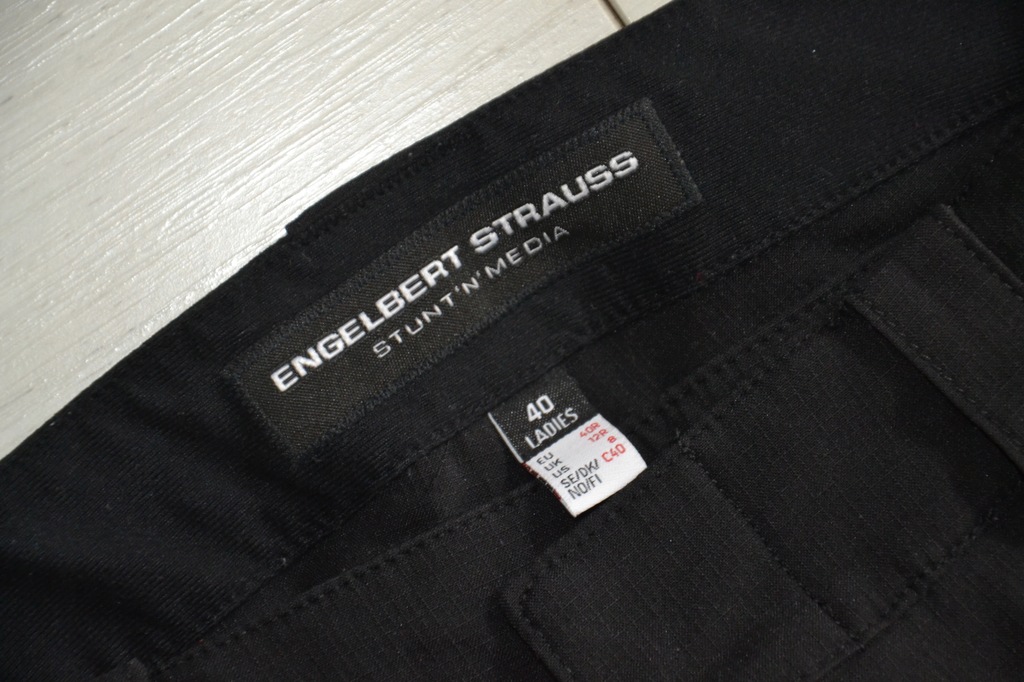 ENGELBERT STRAUSS
STUNT'N'MEDIA
40
LADIES
EU 40R
UK 12R
US 8
SE/DK/ C40
NO/FI